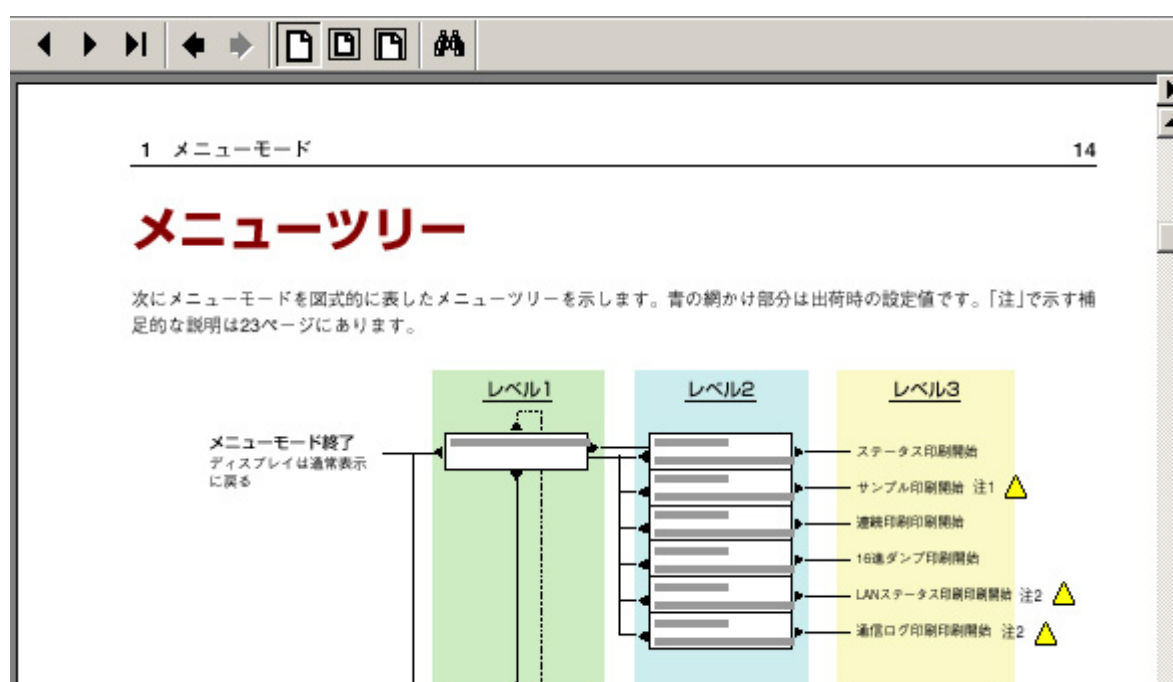 1 メニューモード 14
メニューツリー
次にメニューモードを図式的に表したメニューツリーを示します。青の網かけ部分は出荷時の設定値です。「注」で示す補
足的な説明は23ページにあります。
レベル1 レベル2 レベル3
メニューモード終了
ディスプレイは通常表示
に戻る
ステータス印刷開始
サンプル印刷開始 注1
連続印刷印刷開始
16進ダンプ印刷開始
LANステータス印刷印刷開始 注2
通信ログ印刷印刷開始 注2